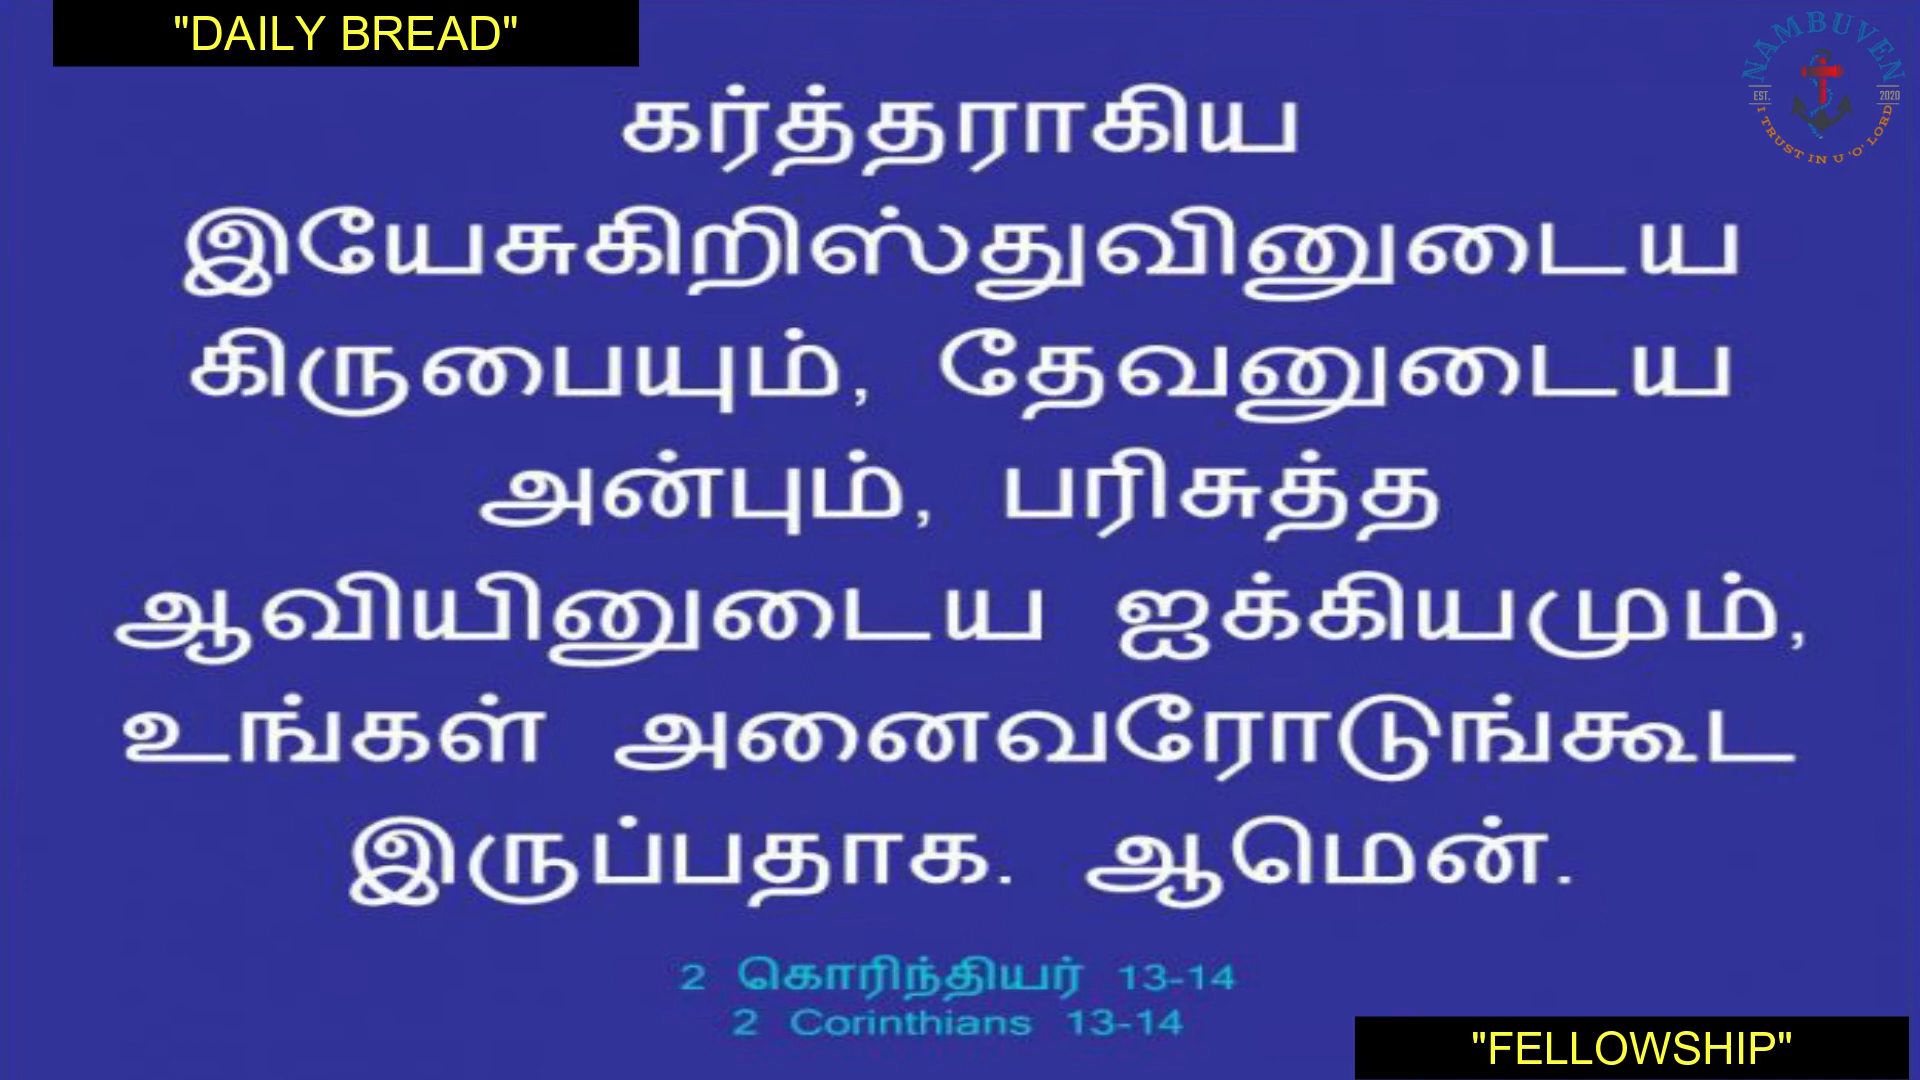 "DAILY BREAD"
NAMBUVEN
EST. 2020
I TRUST IN U 'O' LORD
கர்த்தராகிய
இயேசுகிறிஸ்துவினுடைய
கிருபையும், தேவனுடைய
அன்பும், பரிசுத்த
ஆவியினுடைய ஐக்கியமும்,
உங்கள் அனைவரோடுங்கூட
இருப்பதாக. ஆமென்.
2 கொரிந்தியர் 13-14
2 Corinthians 13-14
"FELLOWSHIP"